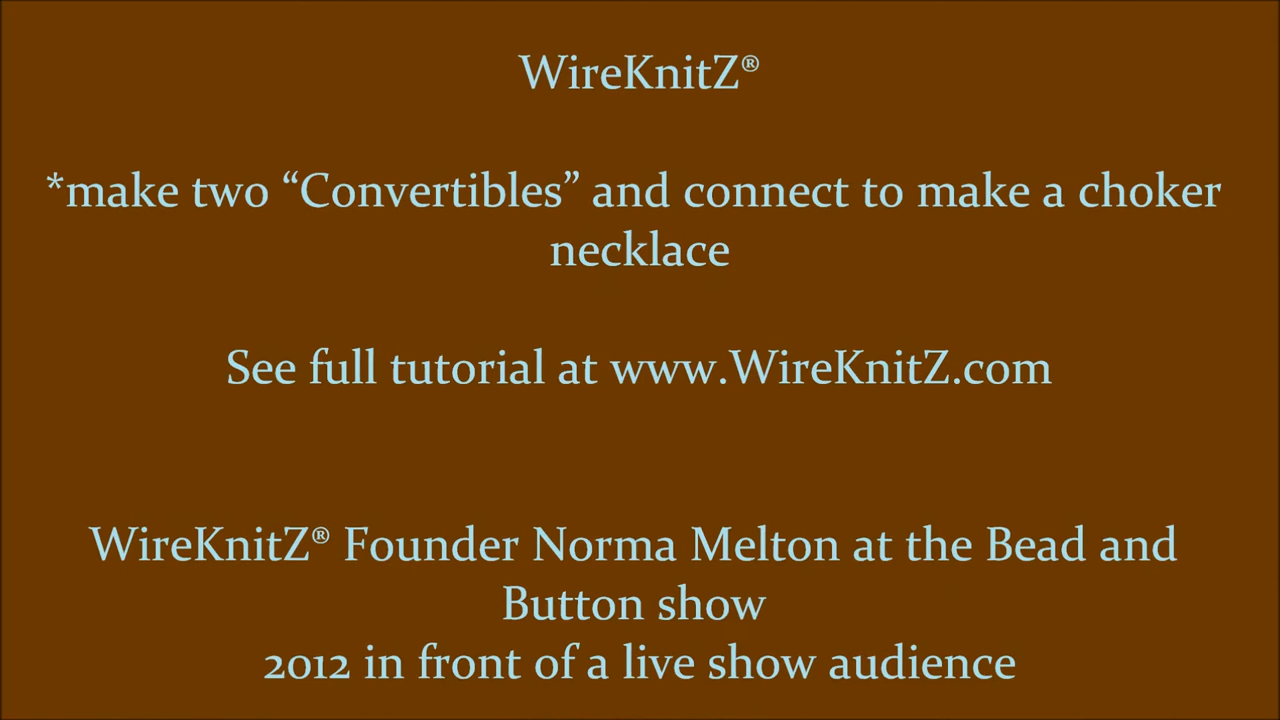 WireKnitZ®
*make two “Convertibles” and connect to make a choker
necklace
See full tutorial at www.WireKnitZ.com
WireKnitZ® Founder Norma Melton at the Bead and
Button show
2012 in front of a live show audience